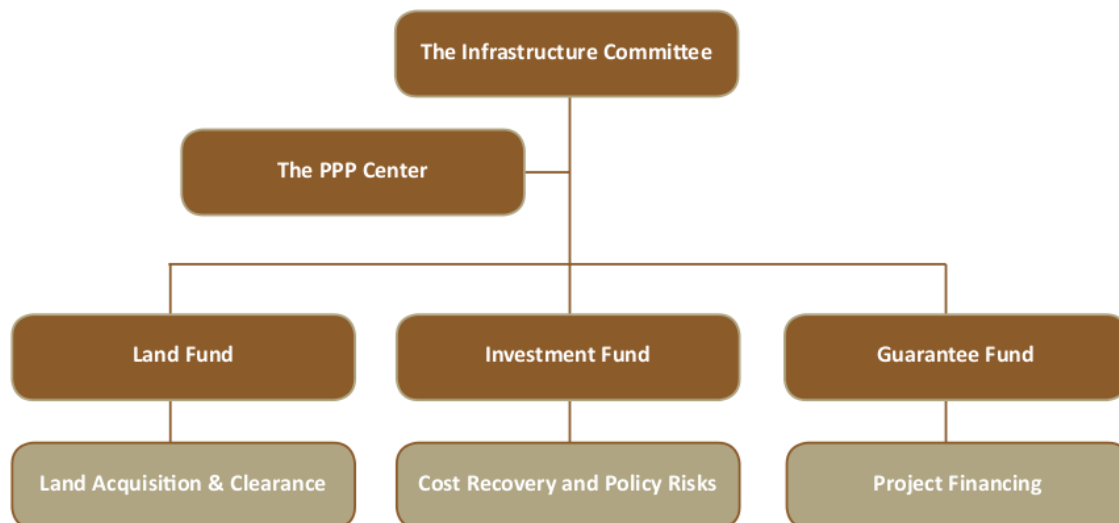 The Infrastructure Committee
The PPP Center
Land Fund
Investment Fund
Guarantee Fund
Land Acquisition & Clearance
Cost Recovery and Policy Risks
Project Financing